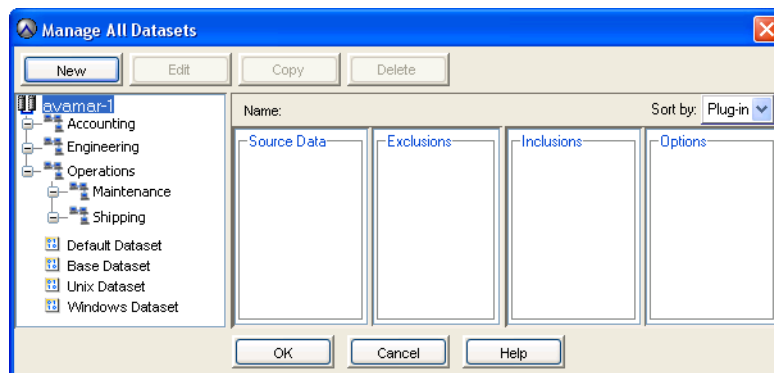 Manage All Datasets
New Edit Copy Delete
avamar-1
Accounting
Engineering
Operations
Maintenance
Shipping
Default Dataset
Base Dataset
Unix Dataset
Windows Dataset
Name: Sort by: Plug-in
Source Data Exclusions Inclusions Options
OK Cancel Help